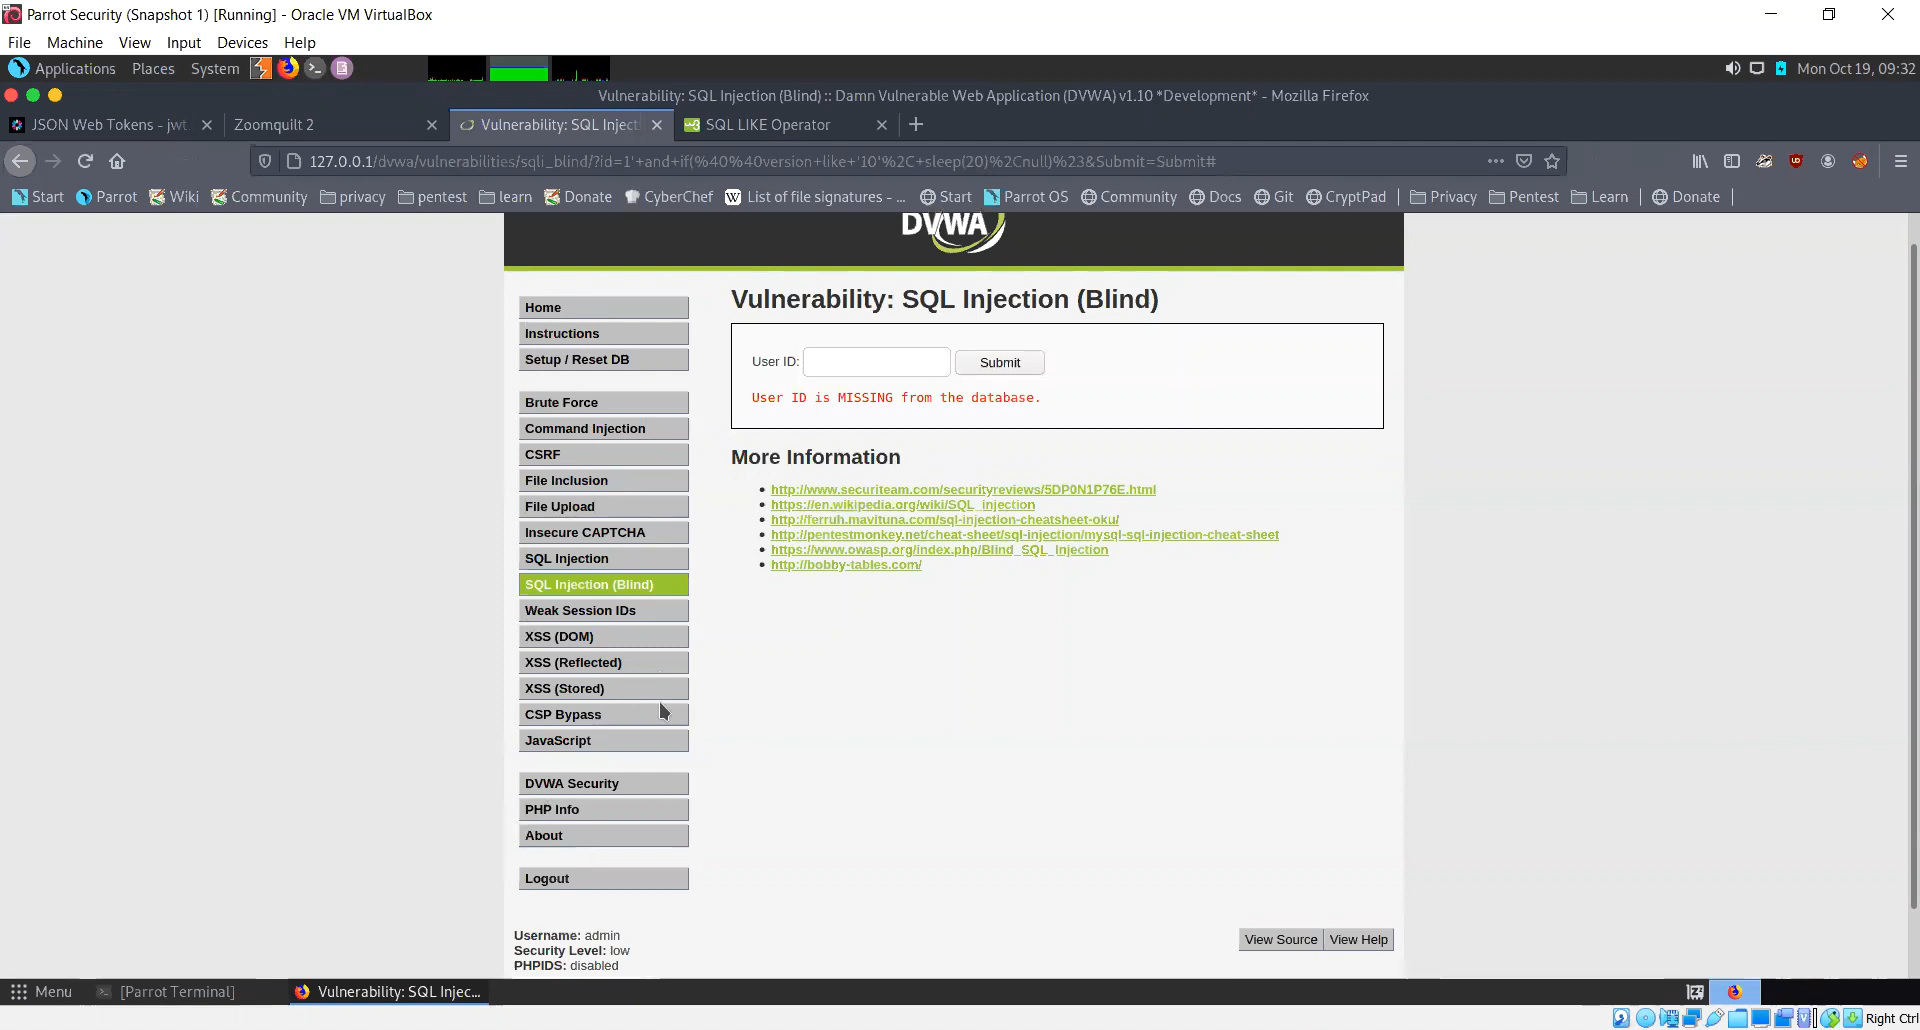 Parrot Security (Snapshot 1) [Running] - Oracle VM VirtualBox
File Machine View Input Devices Help
Applications Places System Mon Oct 19, 09:32
Vulnerability: SQL Injection (Blind) :: Damn Vulnerable Web Application (DVWA) v1.10 *Development* - Mozilla Firefox
JSON Web Tokens - jwt Zoomquilt 2 Vulnerability: SQL Inject SQL LIKE Operator
127.0.0.1/dvwa/vulnerabilities/sqli_blind/?id=1'+and+if(%40%40version+like+'10'%2C+sleep(20)%2Cnull)%23&Submit=Submit#
Start Parrot Wiki Community privacy pentest learn Donate CyberChef List of file signatures - ... Start Parrot OS Community Docs Git CryptPad Privacy Pentest Learn Donate
DVWA
Vulnerability: SQL Injection (Blind)
Home
Instructions
Setup / Reset DB
User ID: Submit
User ID is MISSING from the database.
Brute Force
Command Injection
CSRF
File Inclusion
File Upload
Insecure CAPTCHA
SQL Injection
SQL Injection (Blind)
Weak Session IDs
XSS (DOM)
XSS (Reflected)
XSS (Stored)
CSP Bypass
JavaScript
DVWA Security
PHP Info
About
Logout
More Information
http://www.securiteam.com/securityreviews/5DP0N1P76E.html
https://en.wikipedia.org/wiki/SQL_injection
http://ferruh.mavituna.com/sql-injection-cheatsheet-oku/
http://pentestmonkey.net/cheat-sheet/sql-injection/mysql-sql-injection-cheat-sheet
https://www.owasp.org/index.php/Blind_SQL_Injection
http://bobby-tables.com/
Username: admin
Security Level: low
PHPIDS: disabled
View Source View Help
Menu [Parrot Terminal] Vulnerability: SQL Injec...
Right Ctrl